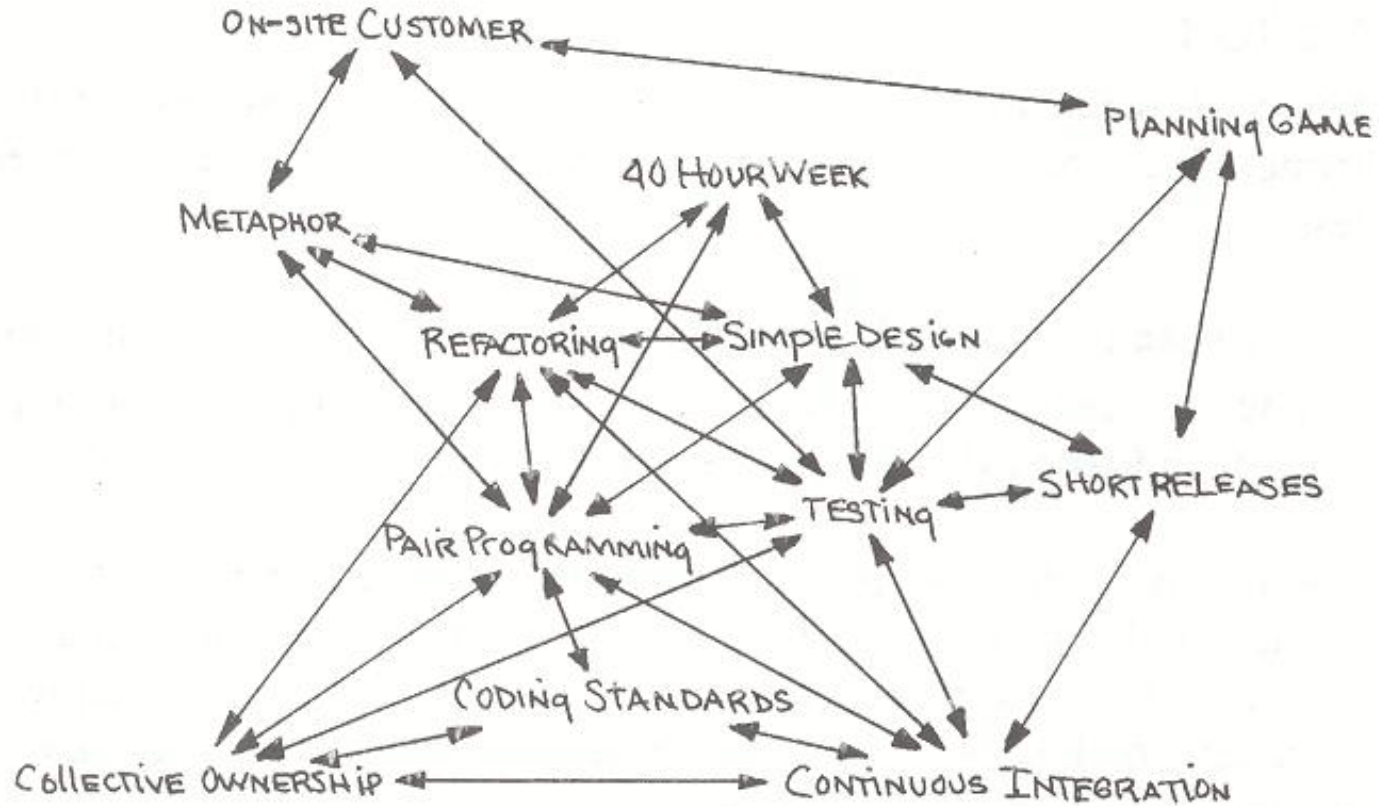 ON-SITE CUSTOMER
PLANNING GAME
40 HOUR WEEK
METAPHOR
REFACTORING
SIMPLE DESIGN
SHORT RELEASES
TESTING
PAIR PROGRAMMING
CODING STANDARDS
COLLECTIVE OWNERSHIP
CONTINUOUS INTEGRATION